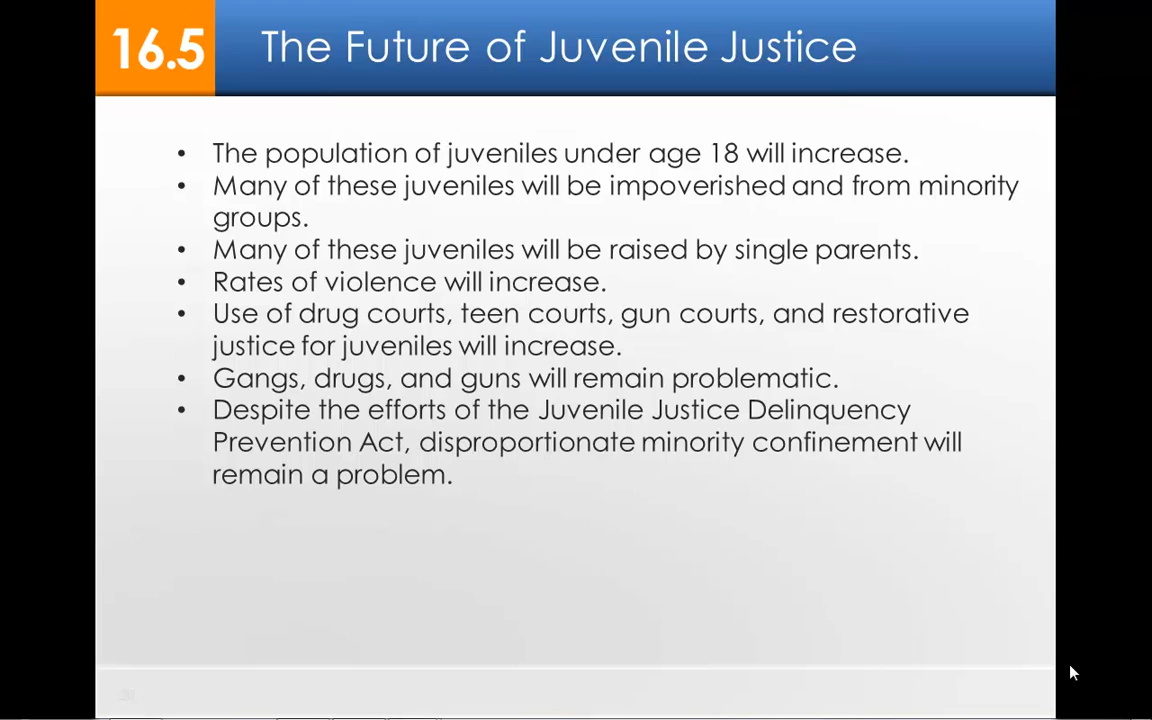 16.5
The Future of Juvenile Justice
• The population of juveniles under age 18 will increase.
• Many of these juveniles will be impoverished and from minority
groups.
• Many of these juveniles will be raised by single parents.
• Rates of violence will increase.
• Use of drug courts, teen courts, gun courts, and restorative
justice for juveniles will increase.
• Gangs, drugs, and guns will remain problematic.
• Despite the efforts of the Juvenile Justice Delinquency
Prevention Act, disproportionate minority confinement will
remain a problem.